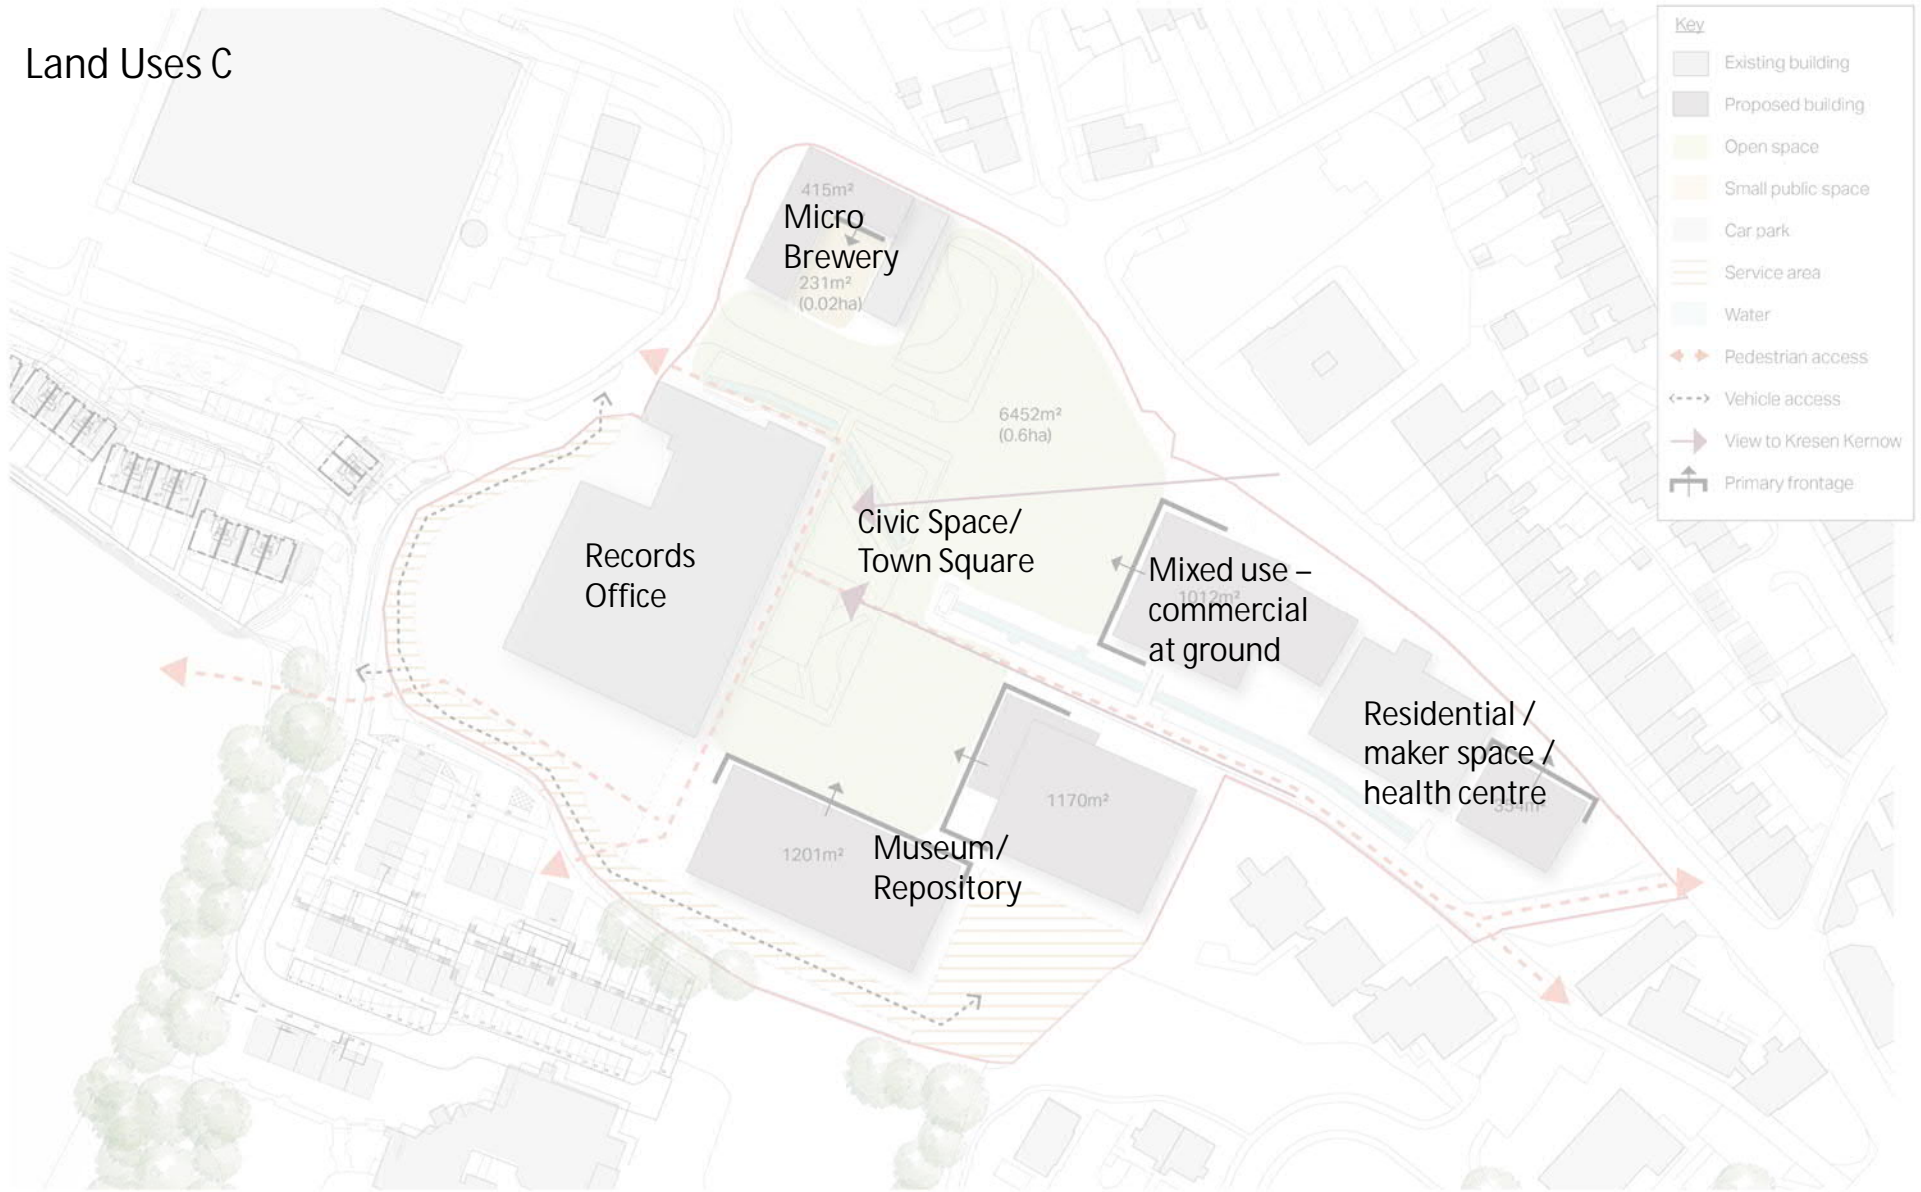 Land Uses C
Key
Existing building
Proposed building
Open space
Small public space
Car park
Service area
Water
Pedestrian access
Vehicle access
View to Kresen Kernow
Primary frontage
415m²
Micro
Brewery
231m²
(0.02ha)
6452m²
(0.6ha)
Civic Space/
Town Square
Records
Office
Mixed use –
1012m²
commercial
at ground
Residential /
maker space /
health centre
354m²
1170m²
1201m²
Museum/
Repository